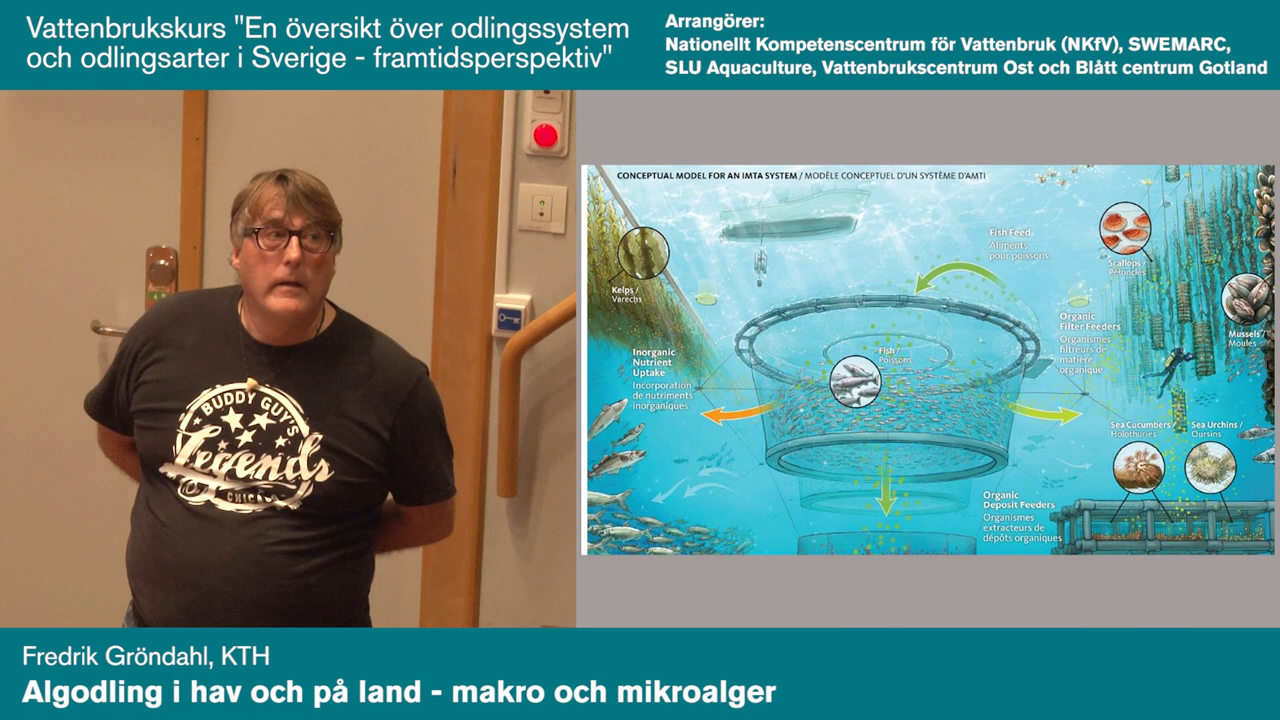 Vattenbrukskurs "En översikt över odlingssystem
och odlingsarter i Sverige - framtidsperspektiv"
Arrangörer:
Nationellt Kompetenscentrum för Vattenbruk (NKfV), SWEMARC,
SLU Aquaculture, Vattenbrukscentrum Ost och Blått centrum Gotland
BUDDY GUY'S
Legends
CHICAGO
CONCEPTUAL MODEL FOR AN IMTA SYSTEM / MODÈLE CONCEPTUEL D'UN SYSTÈME D'AMTI
Kelps /
Varechs
Fish Feed
Aliments
pour poissons
Scallops /
Pétoncles
Mussels /
Moules
Inorganic
Nutrient
Uptake
Incorporation
de nutriments
inorganiques
Fish /
Poissons
Organic
Filter Feeders
Organismes
filtreurs de
matière
organique
Sea Cucumbers
Holothuries
Sea Urchins /
Oursins
Organic
Deposit Feeders
Organismes
extracteurs de
dépôts organiques
Fredrik Gröndahl, KTH
Algodling i hav och på land - makro och mikroalger